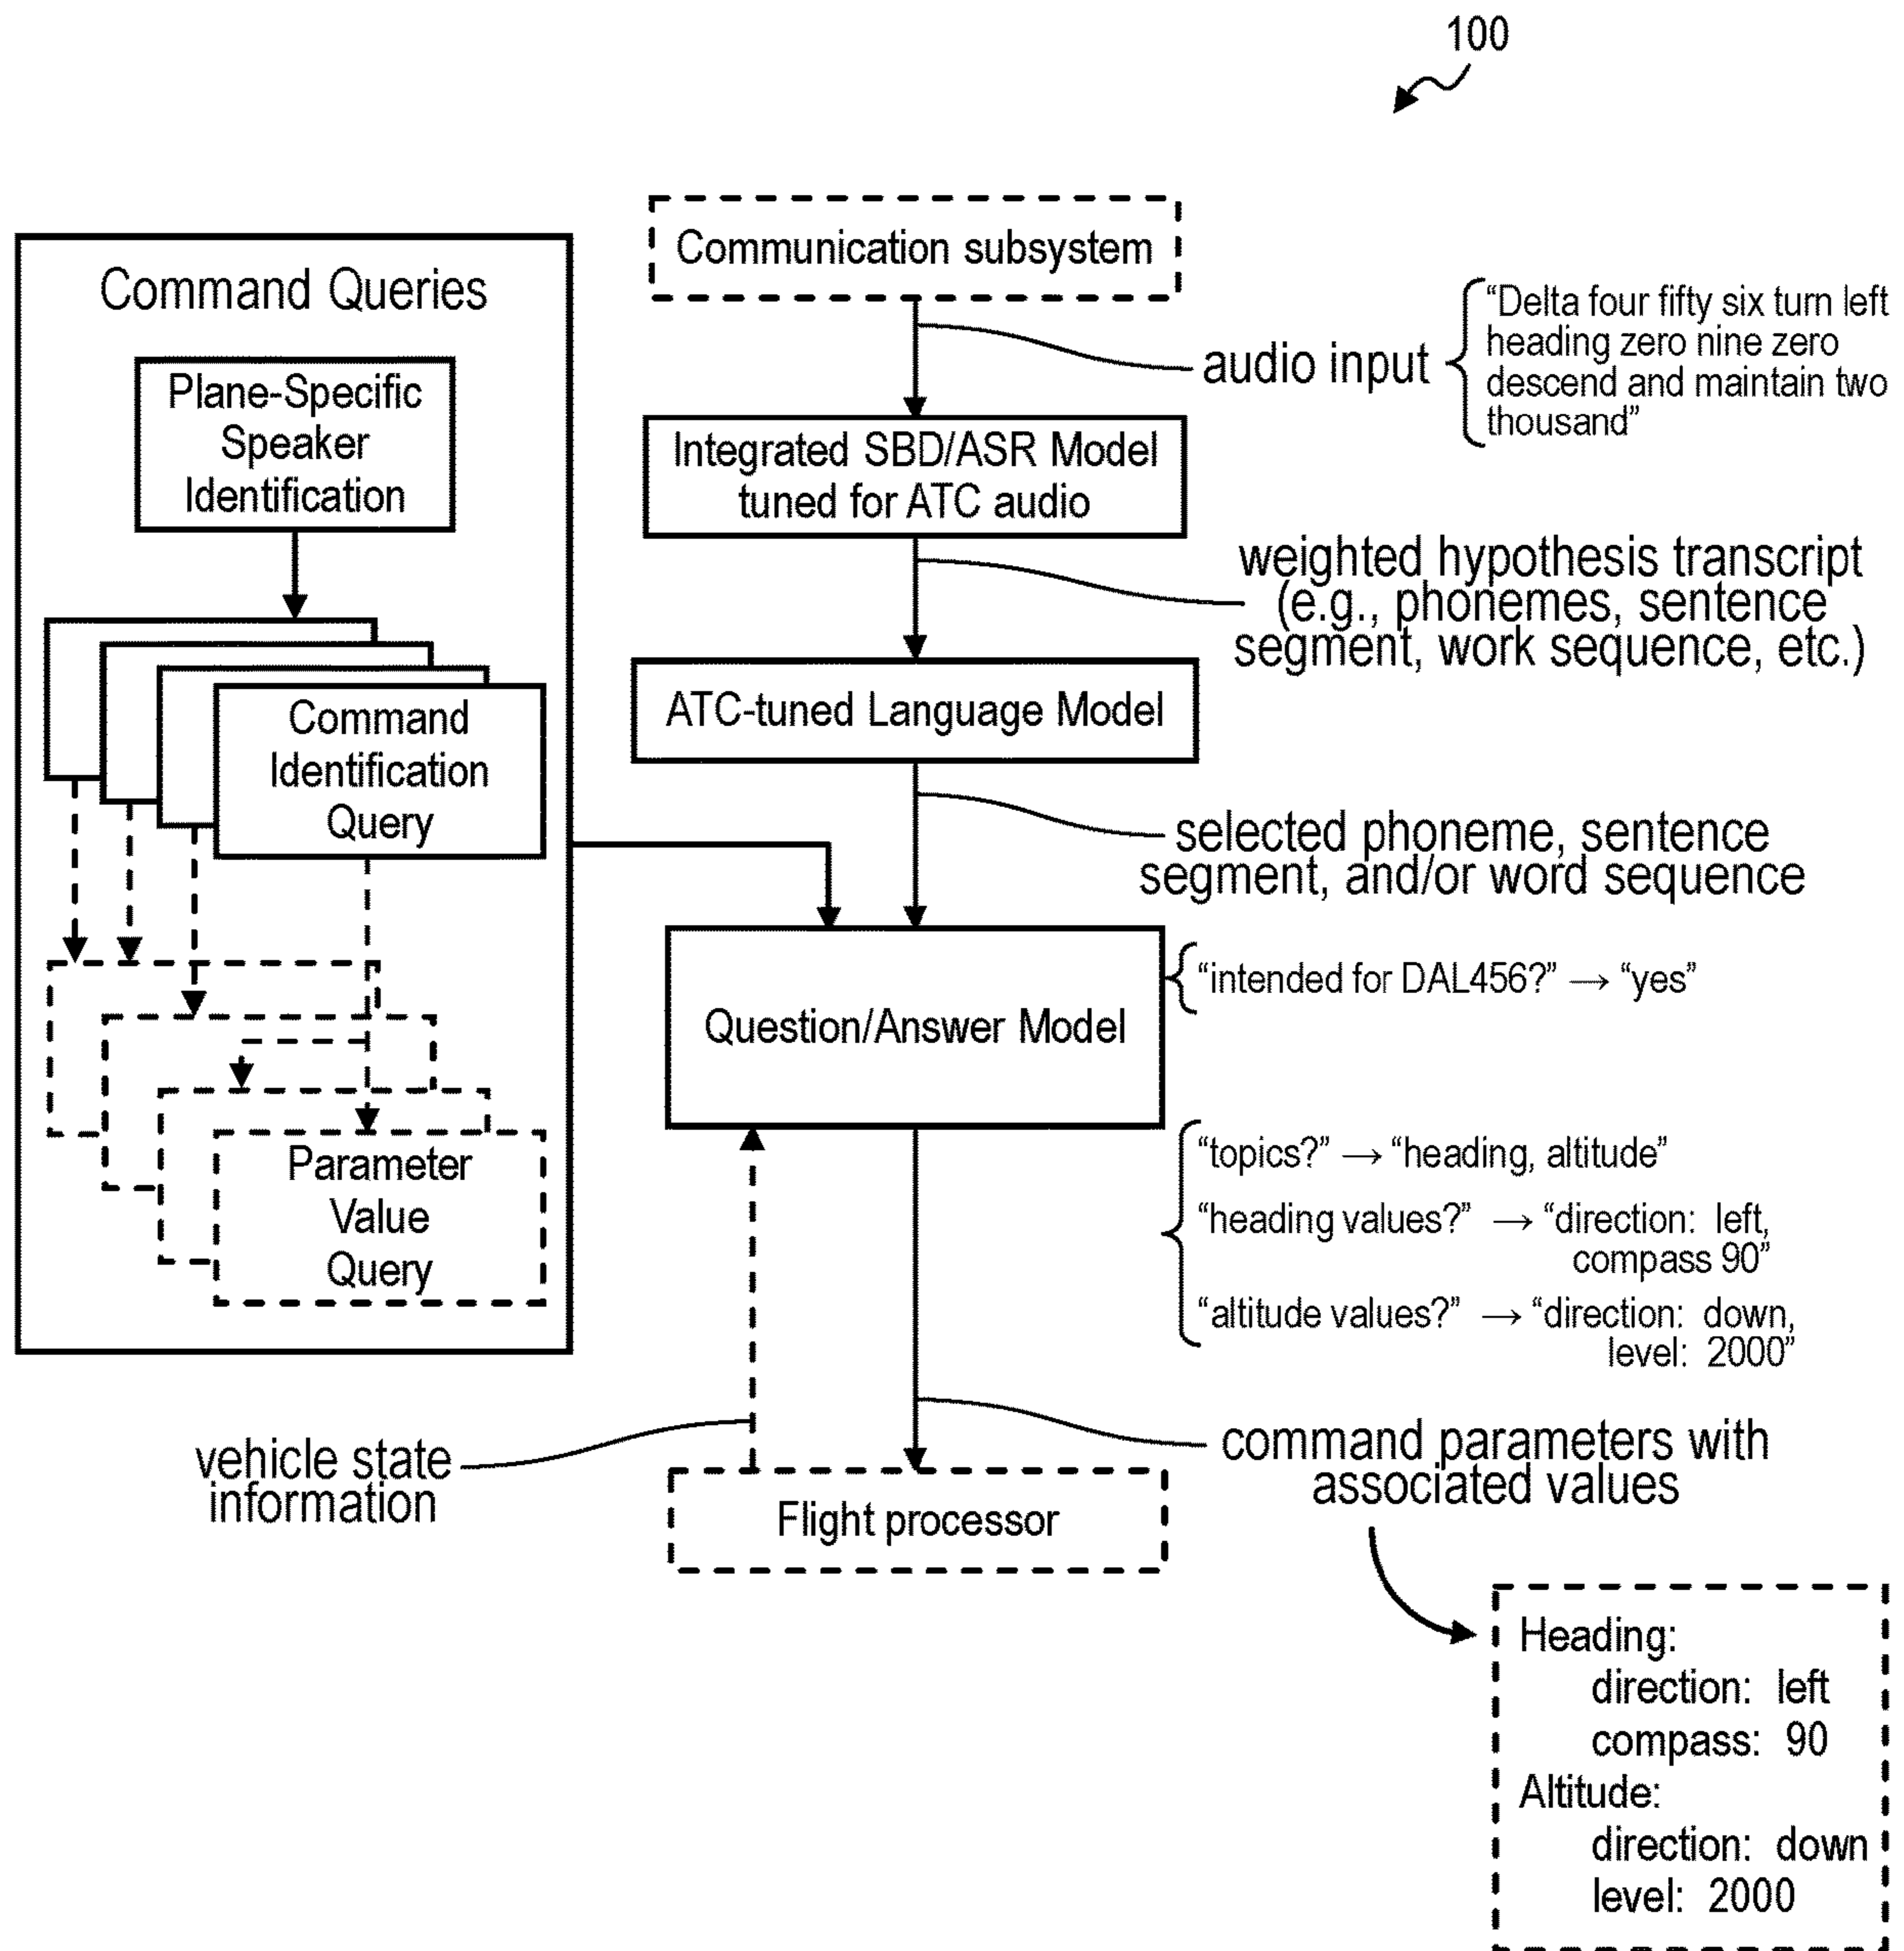 100
Communication subsystem
Command Queries
Plane-Specific
Speaker
Identification
Command
Identification
Query
Parameter
Value
Query
audio input
“Delta four fifty six turn left
heading zero nine zero
descend and maintain two
thousand”
Integrated SBD/ASR Model
tuned for ATC audio
weighted hypothesis transcript
(e.g., phonemes, sentence
segment, work sequence, etc.)
ATC-tuned Language Model
selected phoneme, sentence
segment, and/or word sequence
Question/Answer Model
“intended for DAL456?” → “yes”
“topics?” → “heading, altitude”
“heading values?” → “direction: left,
compass 90”
“altitude values?” → “direction: down,
level: 2000”
vehicle state
information
command parameters with
associated values
Flight processor
Heading:
direction: left
compass: 90
Altitude:
direction: down
level: 2000